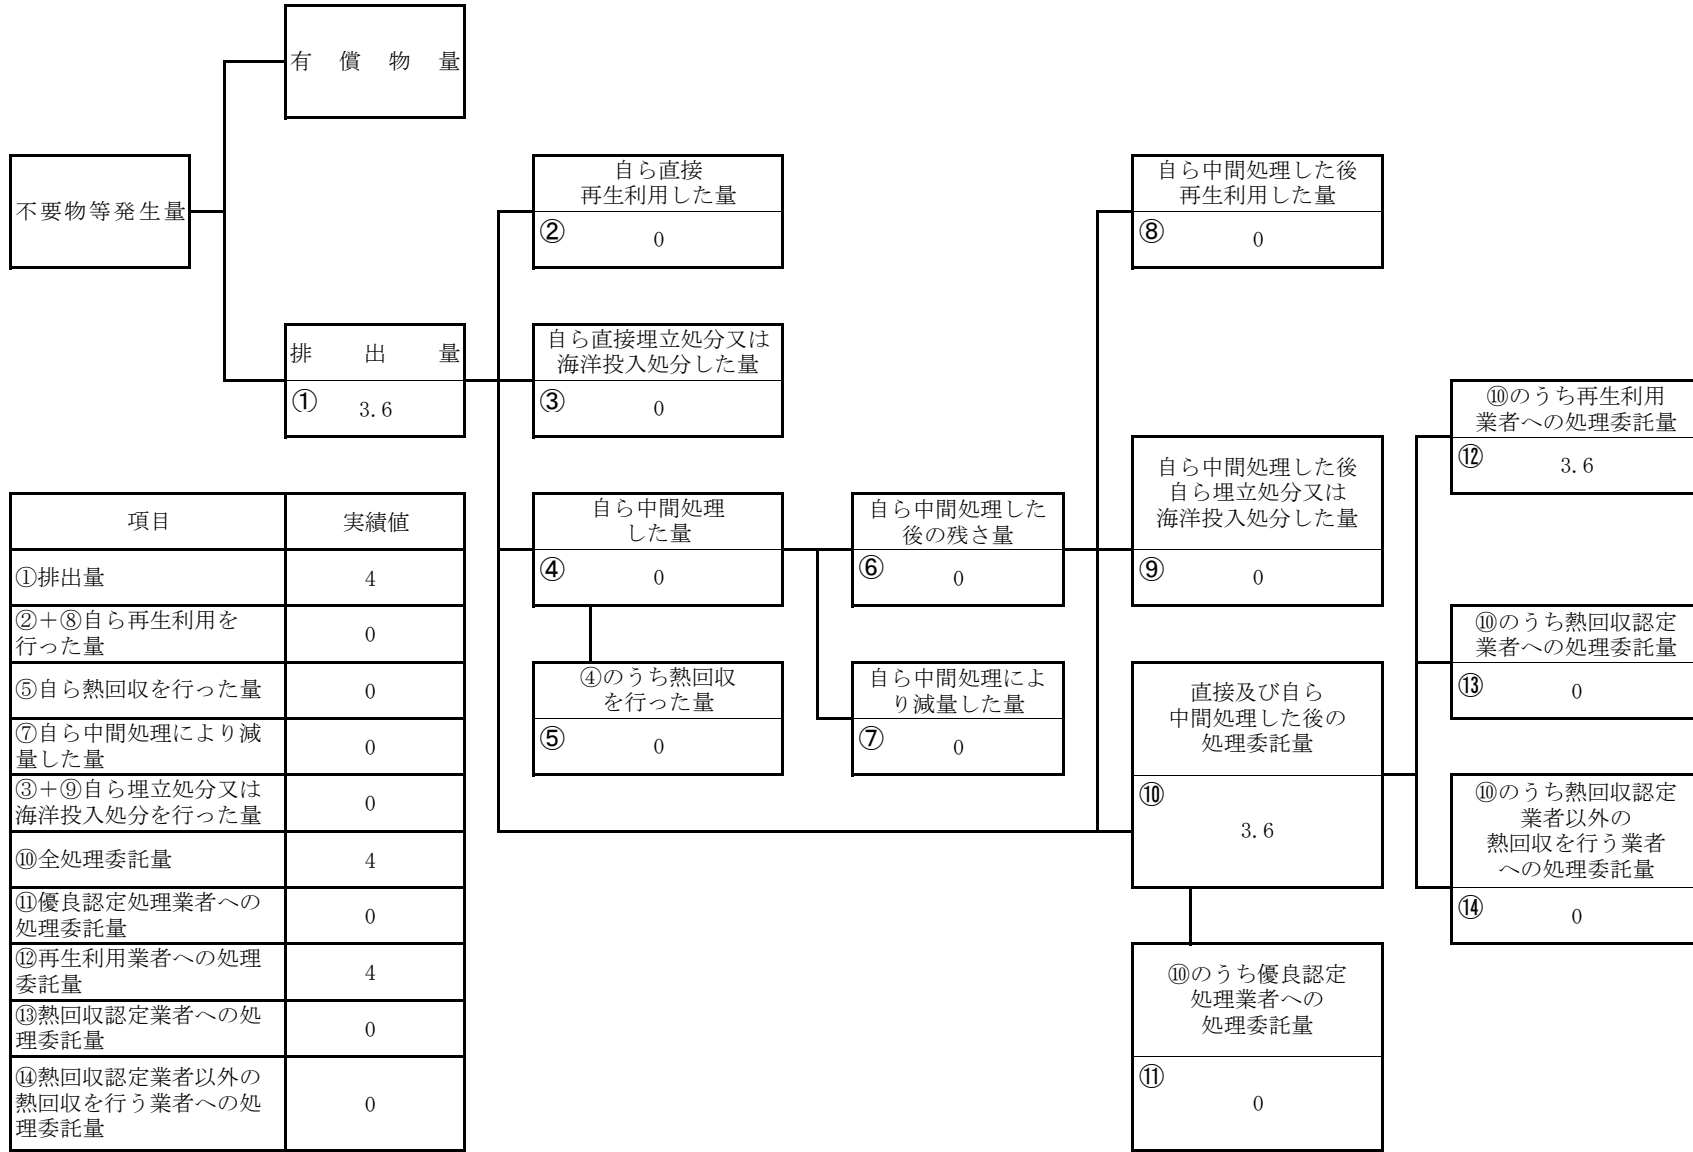 有償物量
不要物等発生量
自ら直接
再生利用した量
②
0
自ら中間処理した後
再生利用した量
⑧
0
排出量
①
3.6
自ら直接埋立処分又は
海洋投入処分した量
③
0
⑩のうち再生利用
業者への処理委託量
⑫
3.6
自ら中間処理した後
自ら埋立処分又は
海洋投入処分した量
⑨
0
自ら中間処理
した量
④
0
自ら中間処理した
後の残さ量
⑥
0
⑩のうち熱回収認定
業者への処理委託量
⑬
0
④のうち熱回収
を行った量
⑤
0
自ら中間処理によ
り減量した量
⑦
0
直接及び自ら
中間処理した後の
処理委託量
⑩
3.6
⑩のうち熱回収認定
業者以外の
熱回収を行う業者
への処理委託量
⑭
0
⑩のうち優良認定
処理業者への
処理委託量
⑪
0
項目 実績値
①排出量 4
②＋⑧自ら再生利用を
行った量 0
⑤自ら熱回収を行った量 0
⑦自ら中間処理により減
量した量 0
③＋⑨自ら埋立処分又は
海洋投入処分を行った量 0
⑩全処理委託量 4
⑪優良認定処理業者への
処理委託量 0
⑫再生利用業者への処理
委託量 4
⑬熱回収認定業者への処
理委託量 0
⑭熱回収認定業者以外の
熱回収を行う業者への処 0
理委託量